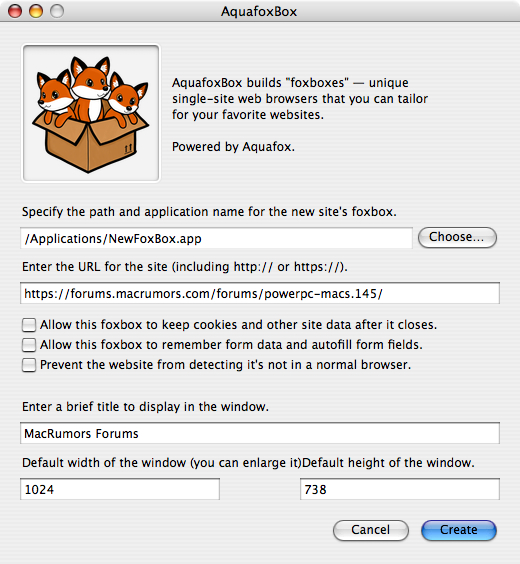 AquafoxBox
AquafoxBox builds "foxboxes" — unique
single-site web browsers that you can tailor
for your favorite websites.
Powered by Aquafox.
Specify the path and application name for the new site's foxbox.
/Applications/NewFoxBox.app
Choose...
Enter the URL for the site (including http:// or https://).
https://forums.macrumors.com/forums/powerpc-macs.145/
Allow this foxbox to keep cookies and other site data after it closes.
Allow this foxbox to remember form data and autofill form fields.
Prevent the website from detecting it's not in a normal browser.
Enter a brief title to display in the window.
MacRumors Forums
Default width of the window (you can enlarge it)Default height of the window.
1024 738
Cancel Create